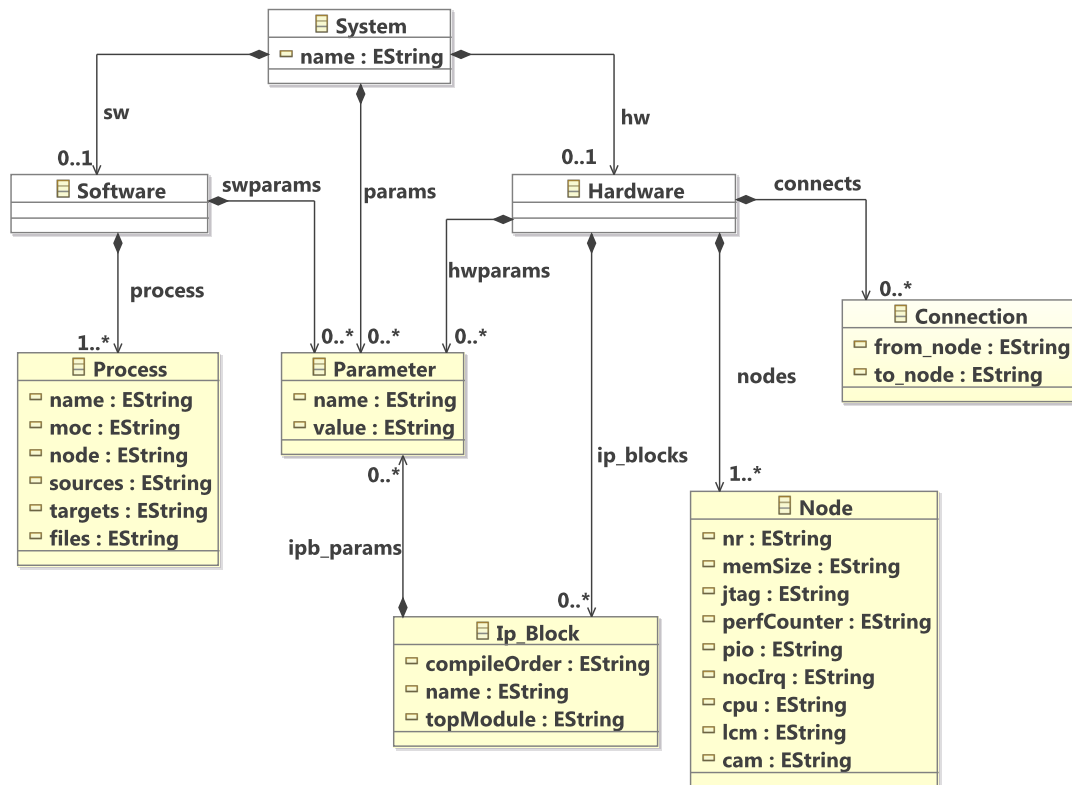 System
name : EString
sw
hw
0..1
0..1
Software
swparams
params
Hardware
connects
hwparams
process
0..*
Connection
from_node : EString
to_node : EString
1..*
0..*
0..*
0..*
Process
name : EString
moc : EString
node : EString
sources : EString
targets : EString
files : EString
Parameter
name : EString
value : EString
nodes
ip_blocks
0..*
1..*
ipb_params
0..*
Node
nr : EString
memSize : EString
jtag : EString
perfCounter : EString
pio : EString
nocIrq : EString
cpu : EString
lcm : EString
cam : EString
Ip_Block
compileOrder : EString
name : EString
topModule : EString